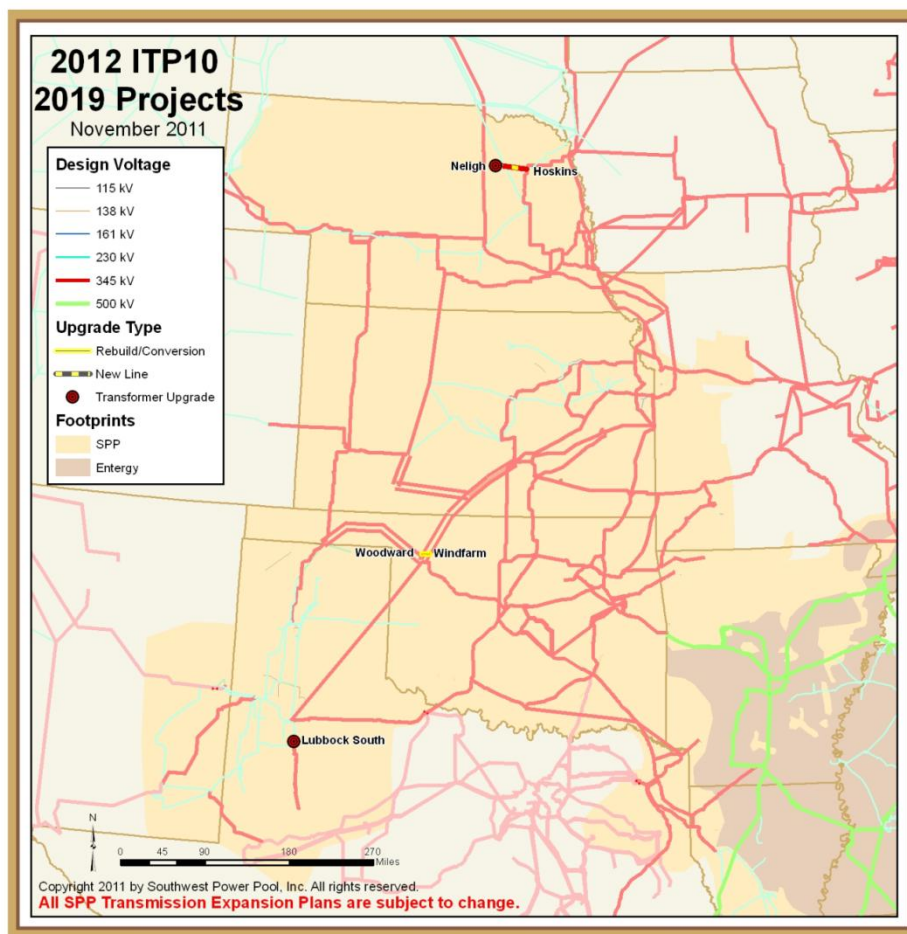 2012 ITP10
2019 Projects
November 2011
Design Voltage
115 kV
138 kV
161 kV
230 kV
345 kV
500 kV
Upgrade Type
Rebuild/Conversion
New Line
Transformer Upgrade
Footprints
SPP
Entergy
Neligh
Hoskins
Woodward
Windfarm
Lubbock South
N
0 45 90 180 270
Miles
Copyright 2011 by Southwest Power Pool, Inc. All rights reserved.
All SPP Transmission Expansion Plans are subject to change.